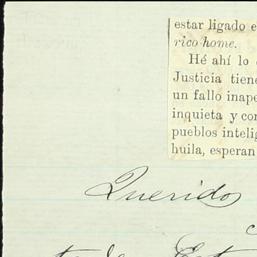 estar ligado e
rico home.
Hé ahí lo
Justicia tiene
un fallo inape
inquieta y con
pueblos intelig
huila, esperan
Querido